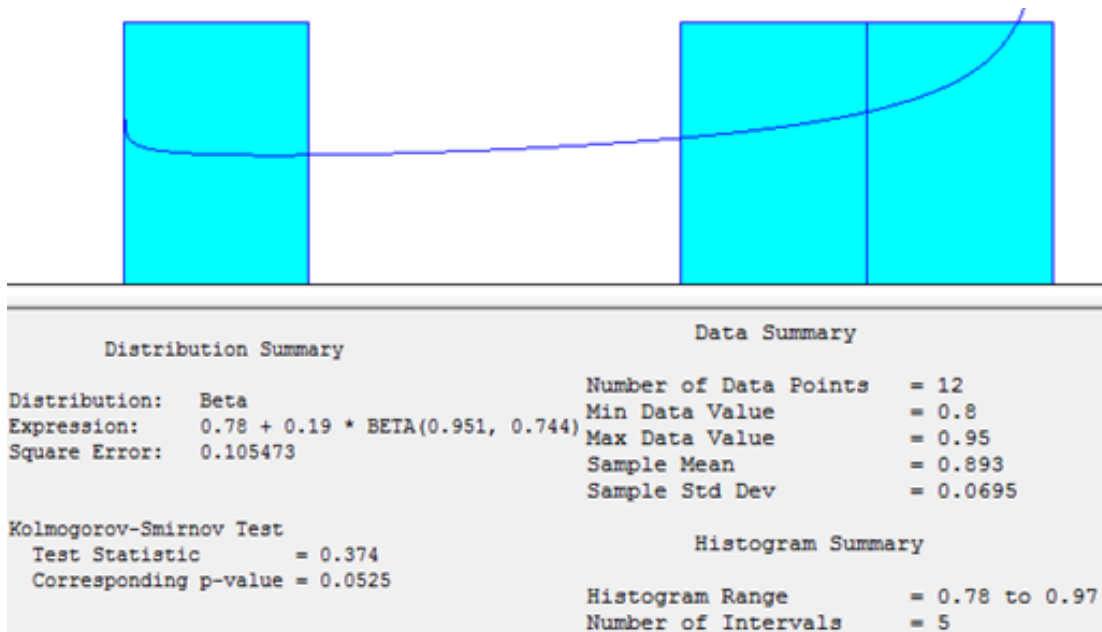 Distribution Summary
Distribution: Beta
Expression: 0.78 + 0.19 * BETA(0.951, 0.744)
Square Error: 0.105473
Kolmogorov-Smirnov Test
Test Statistic = 0.374
Corresponding p-value = 0.0525
Data Summary
Number of Data Points = 12
Min Data Value = 0.8
Max Data Value = 0.95
Sample Mean = 0.893
Sample Std Dev = 0.0695
Histogram Summary
Histogram Range = 0.78 to 0.97
Number of Intervals = 5